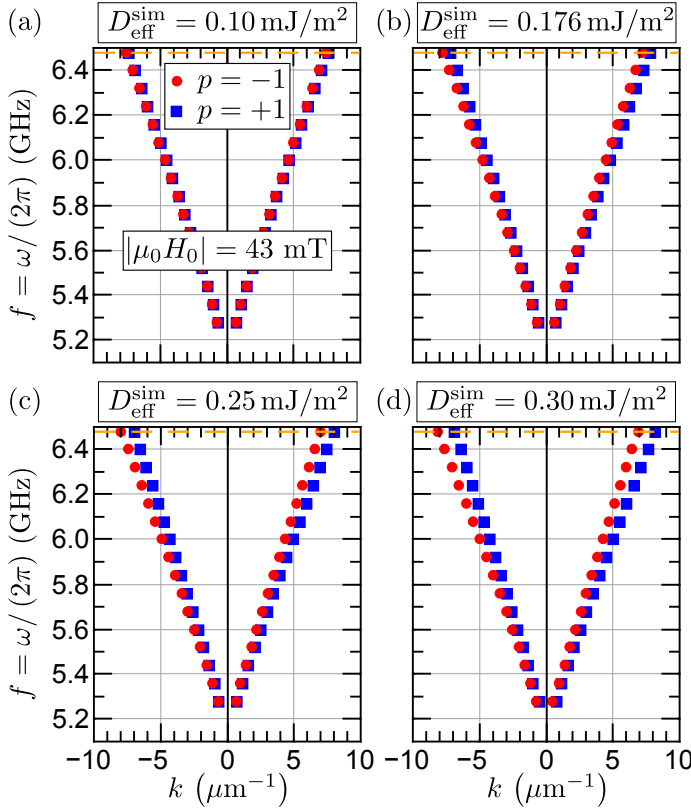 (a) D_eff^sim = 0.10 mJ/m²
(b) D_eff^sim = 0.176 mJ/m²
6.4
6.2
6.0
5.8
5.6
5.4
5.2
f = ω/(2π) (GHz)
p = −1
p = +1
|μ₀H₀| = 43 mT
(c) D_eff^sim = 0.25 mJ/m²
(d) D_eff^sim = 0.30 mJ/m²
6.4
6.2
6.0
5.8
5.6
5.4
5.2
f = ω/(2π) (GHz)
−10 −5 0 5 10
−5 0 5 10
k (μm⁻¹)
k (μm⁻¹)